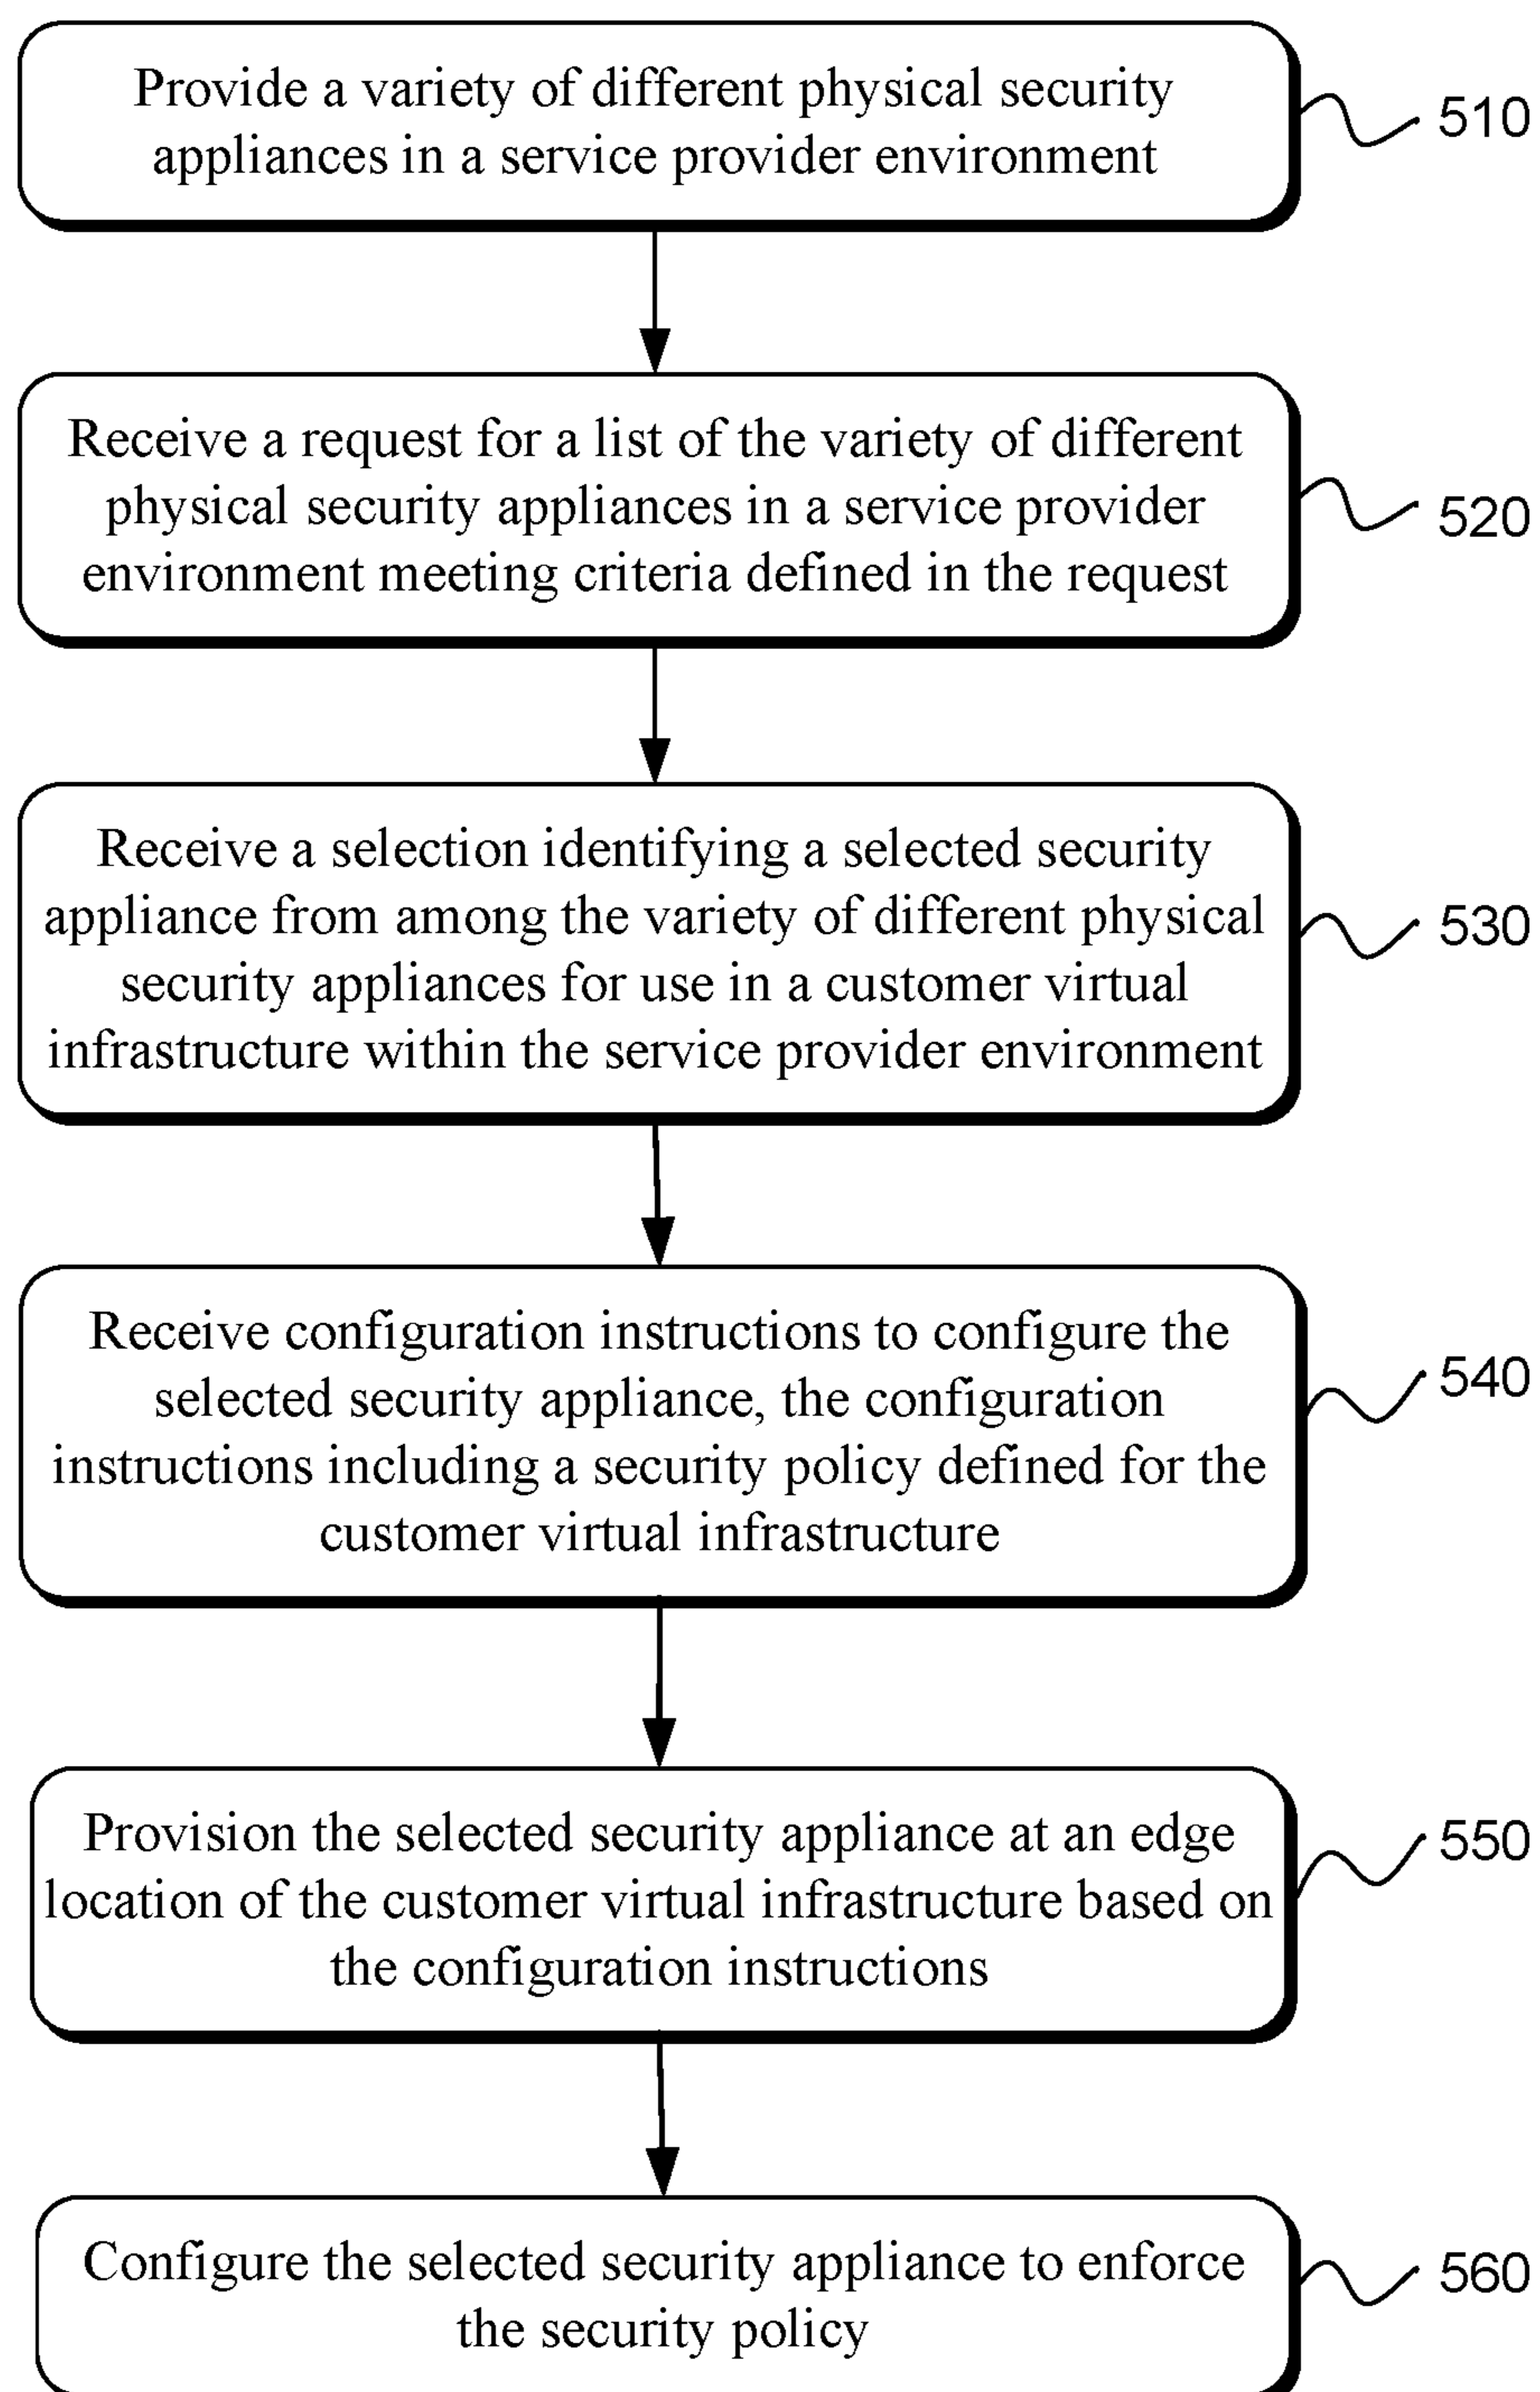 Provide a variety of different physical security
appliances in a service provider environment
510
Receive a request for a list of the variety of different
physical security appliances in a service provider
environment meeting criteria defined in the request
520
Receive a selection identifying a selected security
appliance from among the variety of different physical
security appliances for use in a customer virtual
infrastructure within the service provider environment
530
Receive configuration instructions to configure the
selected security appliance, the configuration
instructions including a security policy defined for the
customer virtual infrastructure
540
Provision the selected security appliance at an edge
location of the customer virtual infrastructure based on
the configuration instructions
550
Configure the selected security appliance to enforce
the security policy
560